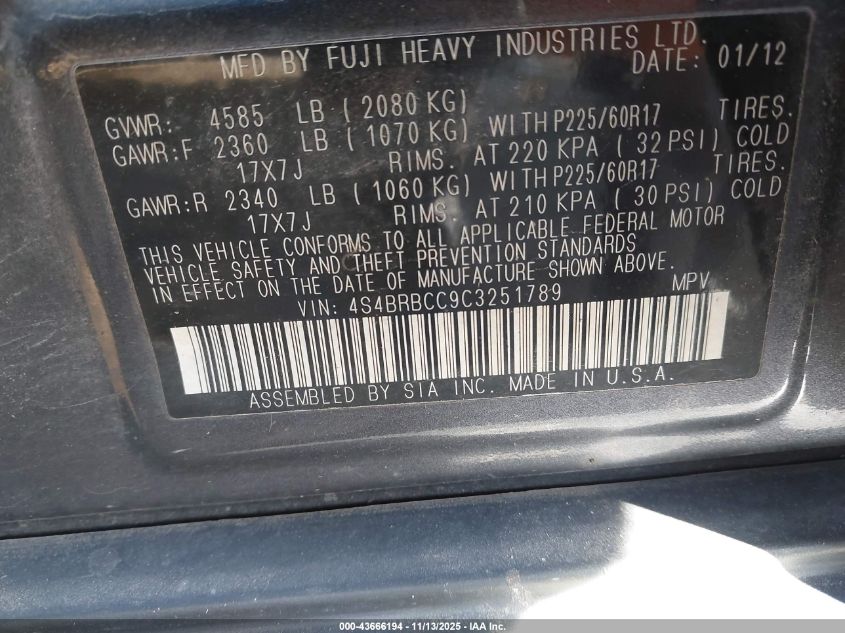 MFD BY FUJI HEAVY INDUSTRIES LTD.
DATE: 01/12
GVWR: 4585 LB ( 2080 KG)
GAWR:F 2360 LB ( 1070 KG) WITH P225/60R17 TIRES.
17X7J RIMS. AT 220 KPA ( 32 PSI) COLD
GAWR:R 2340 LB ( 1060 KG) WITH P225/60R17 TIRES.
17X7J RIMS. AT 210 KPA ( 30 PSI) COLD
THIS VEHICLE CONFORMS TO ALL APPLICABLE FEDERAL MOTOR
VEHICLE SAFETY AND THEFT PREVENTION STANDARDS
IN EFFECT ON THE DATE OF MANUFACTURE SHOWN ABOVE.
VIN: 4S4BRBCC9C3251789 MPV
ASSEMBLED BY SIA INC. MADE IN U.S.A.
000-43666194 - 11/13/2025 - IAA Inc.